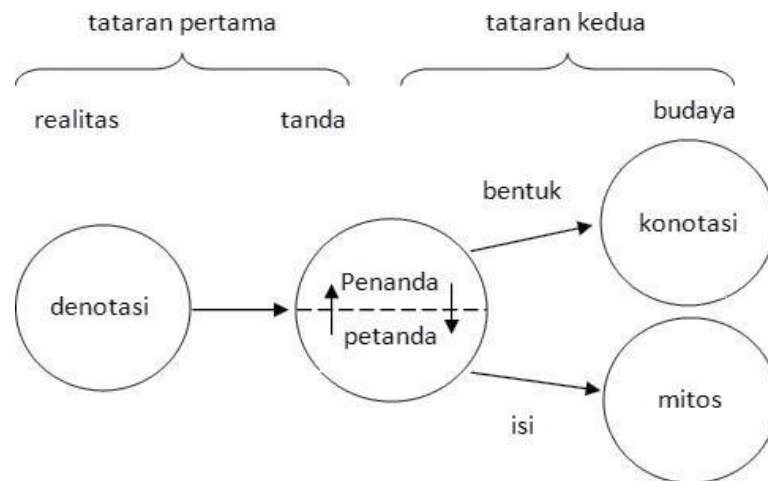 tataran pertama
tataran kedua
realitas
tanda
budaya
bentuk
konotasi
denotasi
Penanda
petanda
mitos
isi